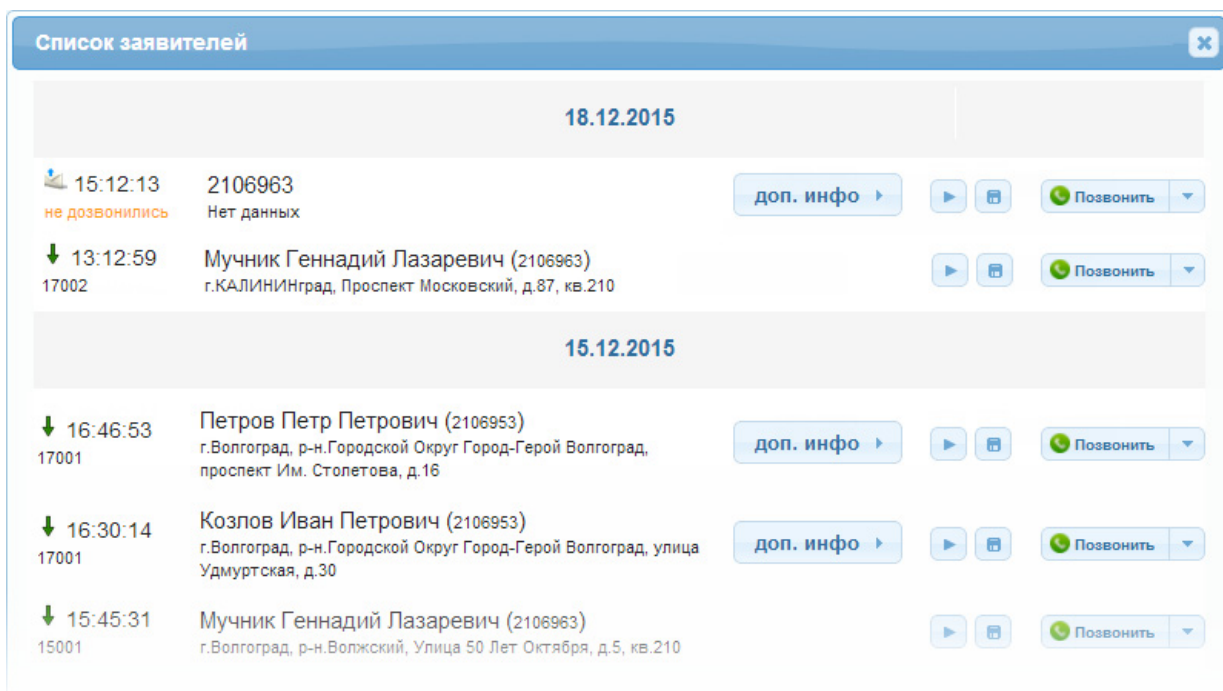 Список заявителей
18.12.2015
15:12:13 2106963 доп. инфо Позвонить
не дозвонились Нет данных
13:12:59 Мучник Геннадий Лазаревич (2106963) Позвонить
17002 г.КАЛИНИНград, Проспект Московский, д.87, кв.210
15.12.2015
16:46:53 Петров Петр Петрович (2106953) доп. инфо Позвонить
17001 г.Волгоград, р-н.Городской Округ Город-Герой Волгоград,
проспект Им. Столетова, д.16
16:30:14 Козлов Иван Петрович (2106953) доп. инфо Позвонить
17001 г.Волгоград, р-н.Городской Округ Город-Герой Волгоград, улица
Удмуртская, д.30
15:45:31 Мучник Геннадий Лазаревич (2106963) Позвонить
15001 г.Волгоград, р-н.Волжский, Улица 50 Лет Октября, д.5, кв.210